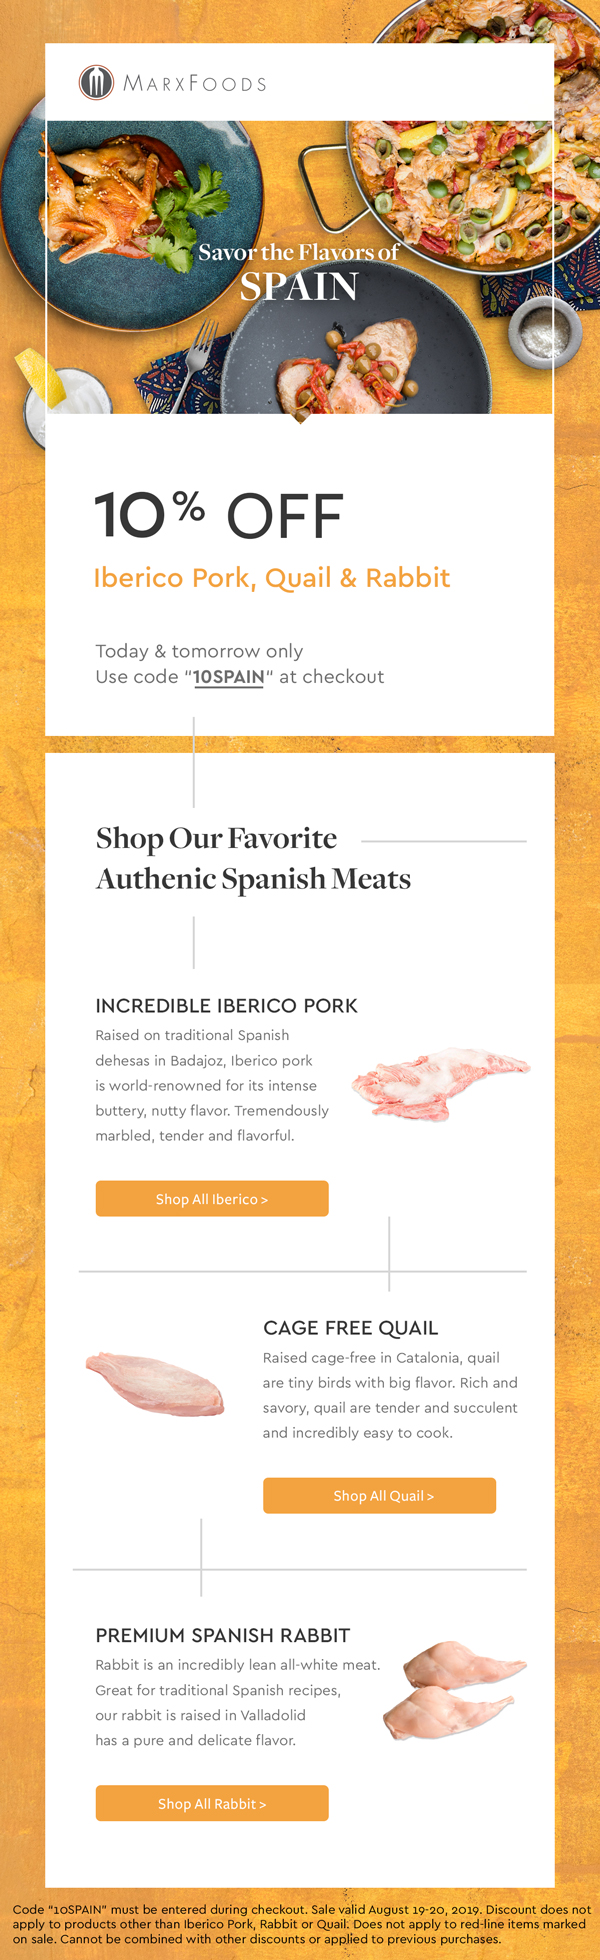 MARXFOODS
Savor the Flavors of
SPAIN
10% OFF
Iberico Pork, Quail & Rabbit
Today & tomorrow only
Use code “10SPAIN“ at checkout
Shop Our Favorite
Authenic Spanish Meats
INCREDIBLE IBERICO PORK
Raised on traditional Spanish
dehesas in Badajoz, Iberico pork
is world-renowned for its intense
buttery, nutty flavor. Tremendously
marbled, tender and flavorful.
Shop All Iberico >
CAGE FREE QUAIL
Raised cage-free in Catalonia, quail
are tiny birds with big flavor. Rich and
savory, quail are tender and succulent
and incredibly easy to cook.
Shop All Quail >
PREMIUM SPANISH RABBIT
Rabbit is an incredibly lean all-white meat.
Great for traditional Spanish recipes,
our rabbit is raised in Valladolid
has a pure and delicate flavor.
Shop All Rabbit >
Code “10SPAIN” must be entered during checkout. Sale valid August 19-20, 2019. Discount does not
apply to products other than Iberico Pork, Rabbit or Quail. Does not apply to red-line items marked
on sale. Cannot be combined with other discounts or applied to previous purchases.